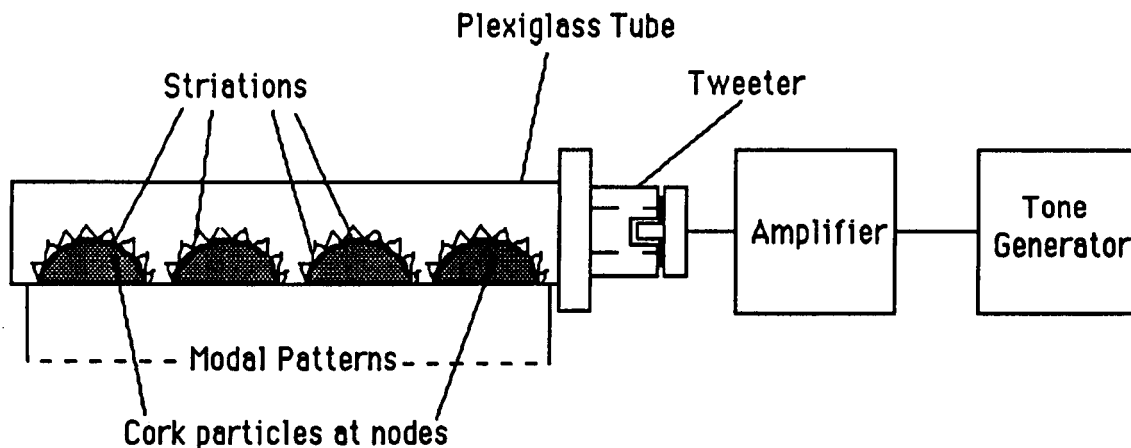 Plexiglass Tube
Striations
Tweeter
Amplifier
Tone
Generator
Modal Patterns
Cork particles at nodes